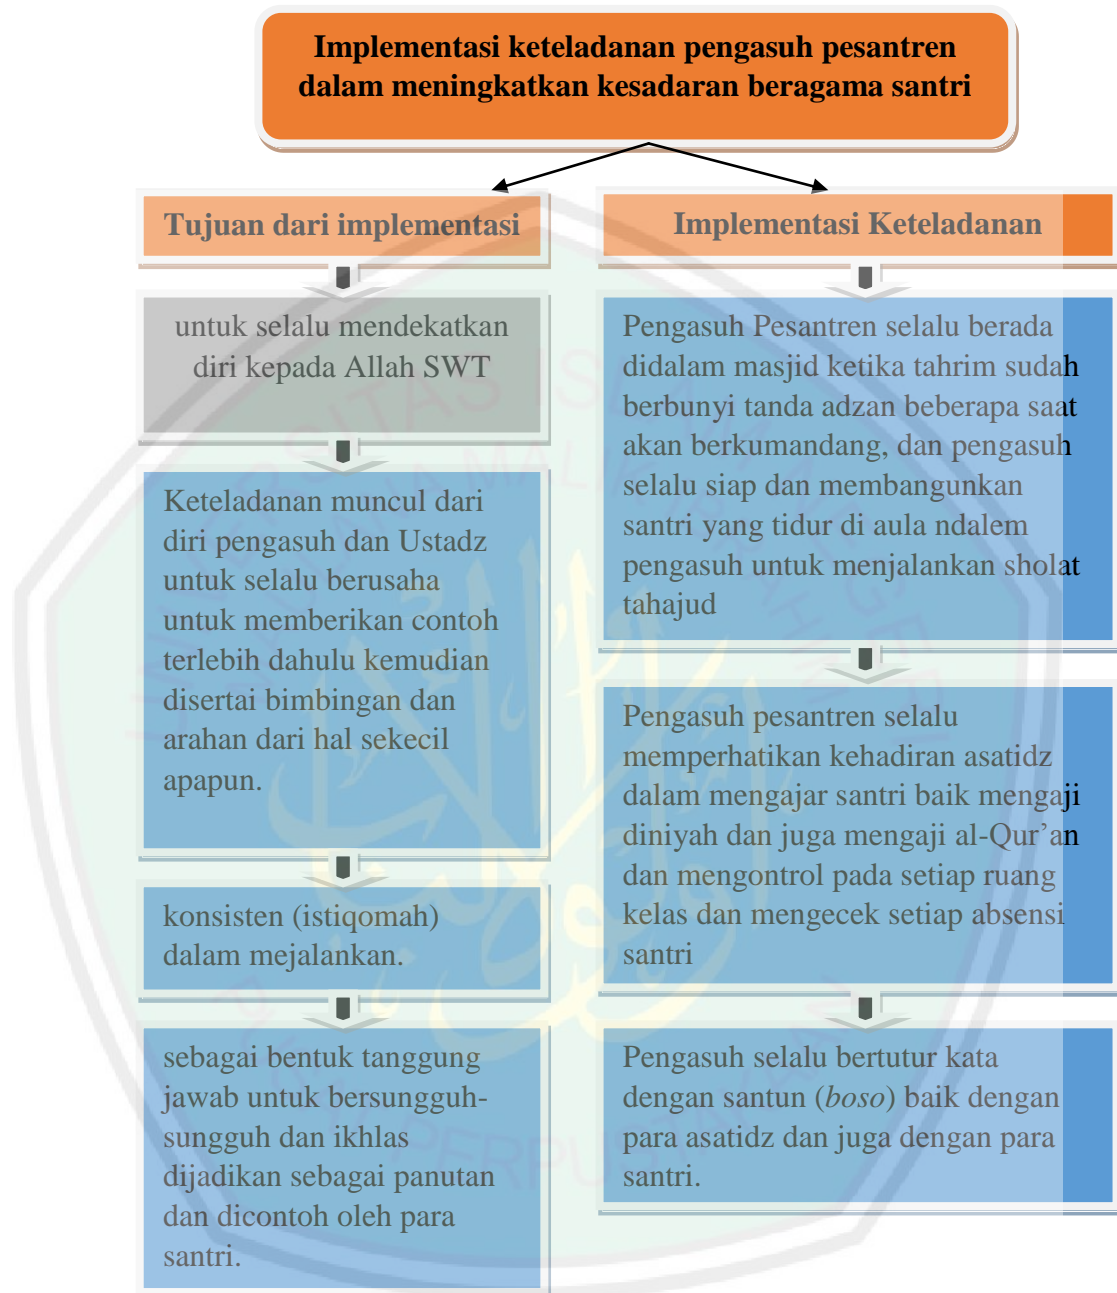 Implementasi keteladanan pengasuh pesantren
dalam meningkatkan kesadaran beragama santri
Tujuan dari implementasi
untuk selalu mendekatkan
diri kepada Allah SWT
Keteladanan muncul dari
diri pengasuh dan Ustadz
untuk selalu berusaha
untuk memberikan contoh
terlebih dahulu kemudian
disertai bimbingan dan
arahan dari hal sekecil
apapun.
konsisten (istiqomah)
dalam mejalankan.
sebagai bentuk tanggung
jawab untuk bersungguh-
sungguh dan ikhlas
dijadikan sebagai panutan
dan dicontoh oleh para
santri.
Implementasi Keteladanan
Pengasuh Pesantren selalu berada
didalam masjid ketika tahrim sudah
berbunyi tanda adzan beberapa saat
akan berkumandang, dan pengasuh
selalu siap dan membangunkan
santri yang tidur di aula ndalem
pengasuh untuk menjalankan sholat
tahajud
Pengasuh pesantren selalu
memperhatikan kehadiran asatidz
dalam mengajar santri baik mengaji
diniyah dan juga mengaji al-Qur’an
dan mengontrol pada setiap ruang
kelas dan mengecek setiap absensi
santri
Pengasuh selalu bertutur kata
dengan santun (boso) baik dengan
para asatidz dan juga dengan para
santri.
PUSAT PERPUSTAKAAN